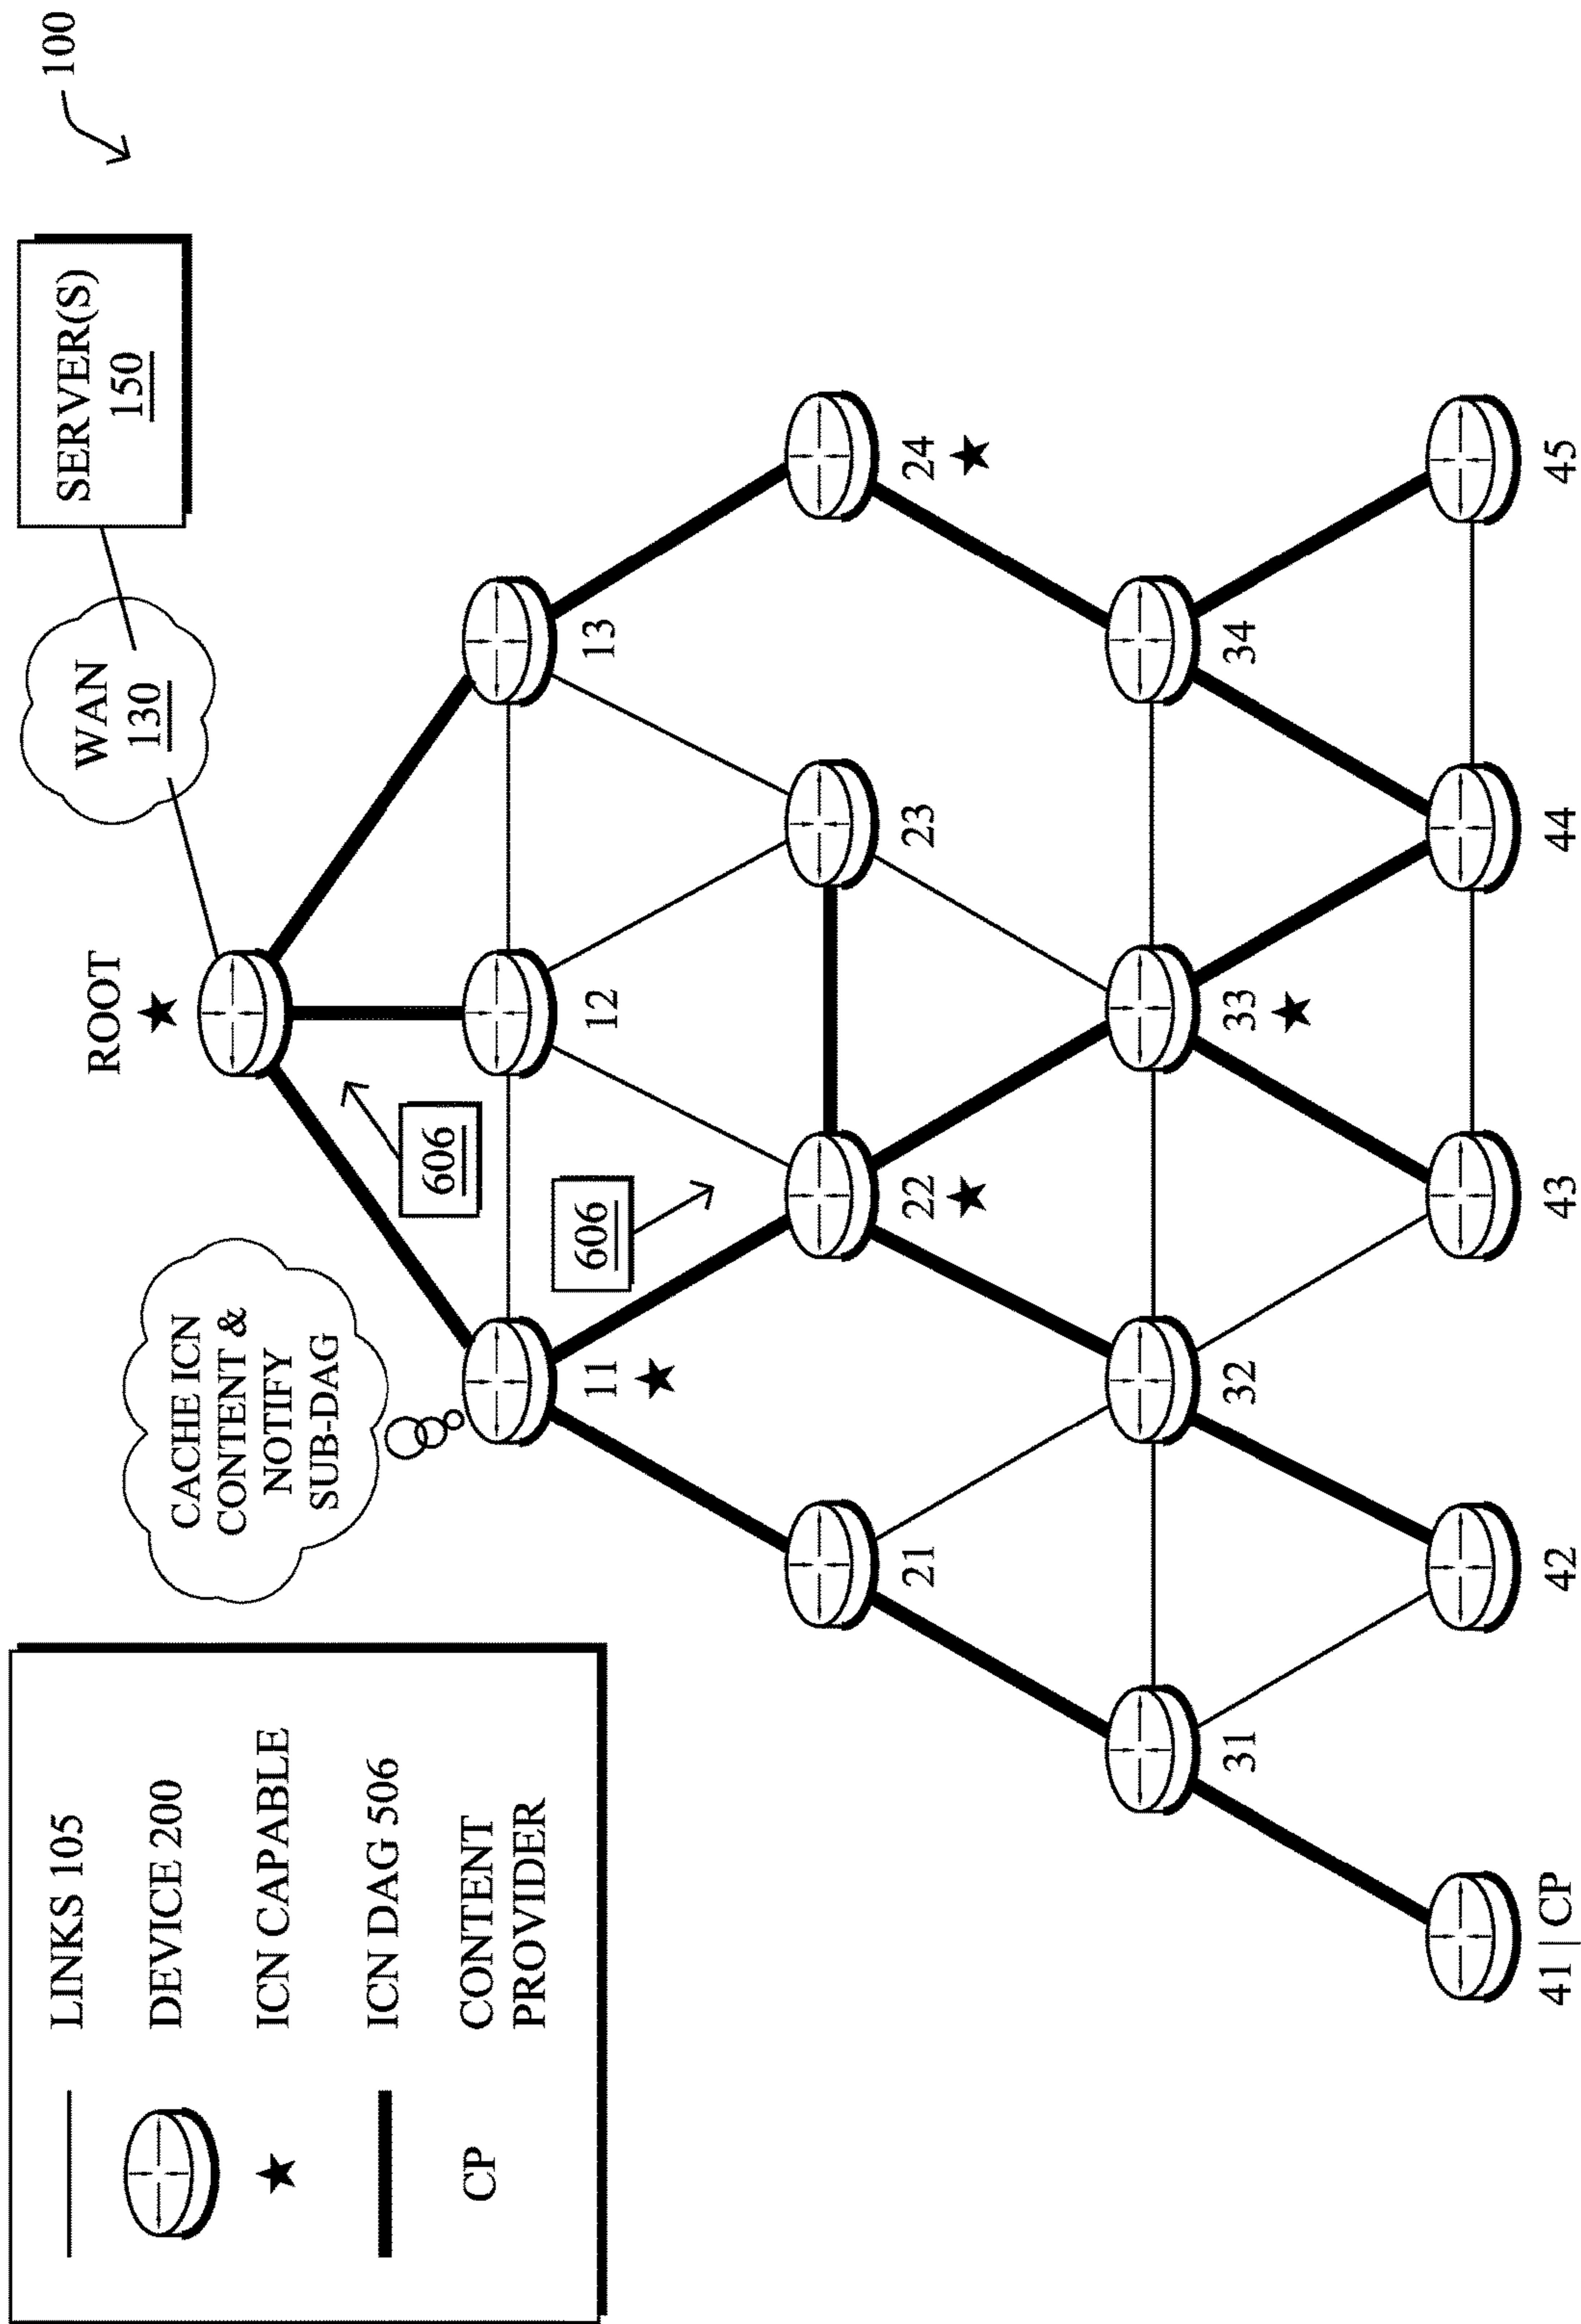 LINKS 105
DEVICE 200
ICN CAPABLE
ICN DAG 506
CP
CONTENT
PROVIDER
CACHE ICN
CONTENT &
NOTIFY
SUB-DAG
ROOT
WAN
130
SERVER(S)
150
100
606
606
11
12
13
21
22
23
24
31
32
33
34
41 | CP
42
43
44
45